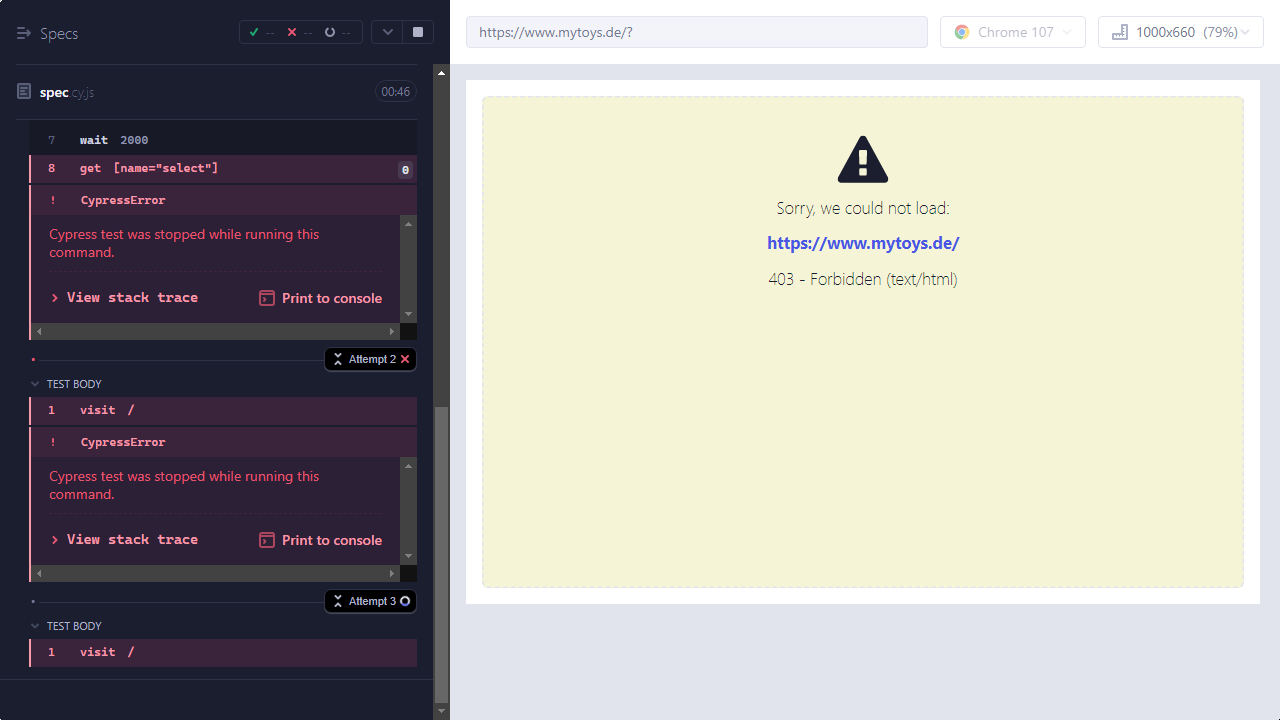 Specs
-- -- --
spec.cy.js
00:46
7 wait 2000
8 get [name="select"] 0
! CypressError
Cypress test was stopped while running this
command.
View stack trace
Print to console
Attempt 2
TEST BODY
1 visit /
! CypressError
Cypress test was stopped while running this
command.
View stack trace
Print to console
Attempt 3
TEST BODY
1 visit /
https://www.mytoys.de/?
Chrome 107
1000x660 (79%)
Sorry, we could not load:
https://www.mytoys.de/
403 - Forbidden (text/html)